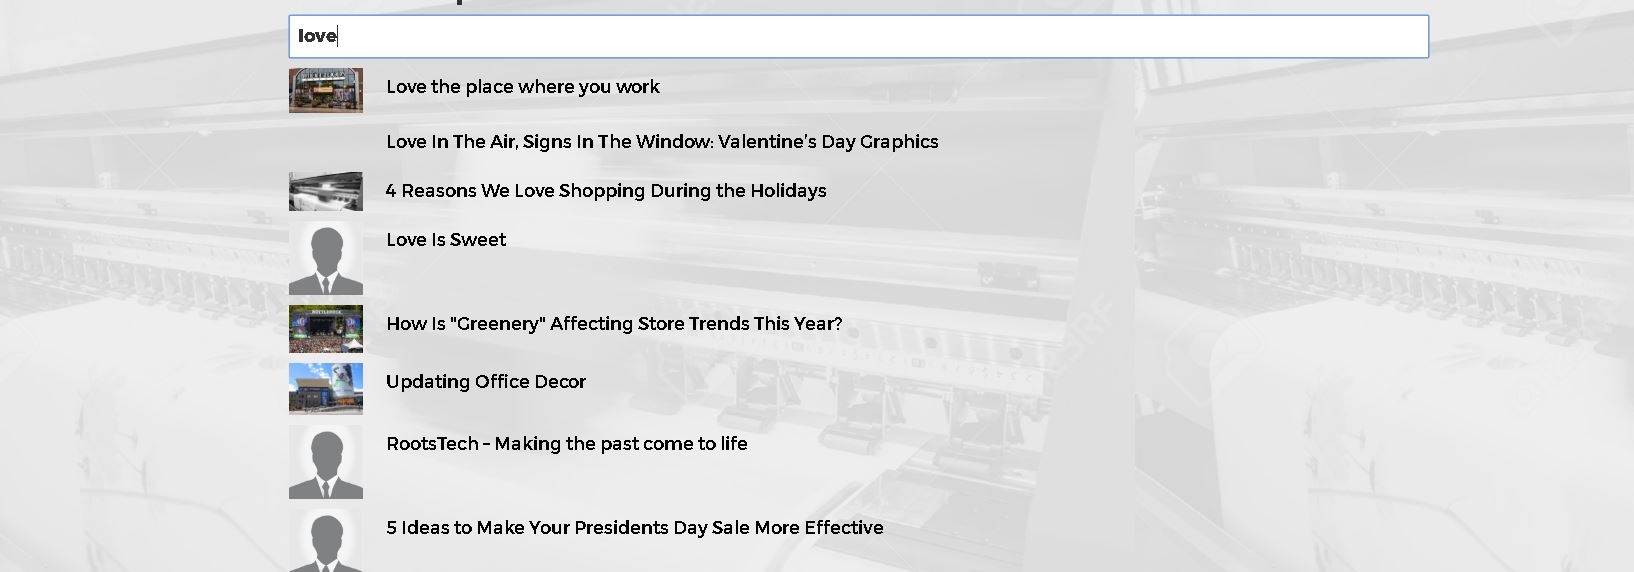 love
Love the place where you work
Love In The Air, Signs In The Window: Valentine's Day Graphics
4 Reasons We Love Shopping During the Holidays
Love Is Sweet
How Is "Greenery" Affecting Store Trends This Year?
Updating Office Decor
RootsTech – Making the past come to life
5 Ideas to Make Your Presidents Day Sale More Effective